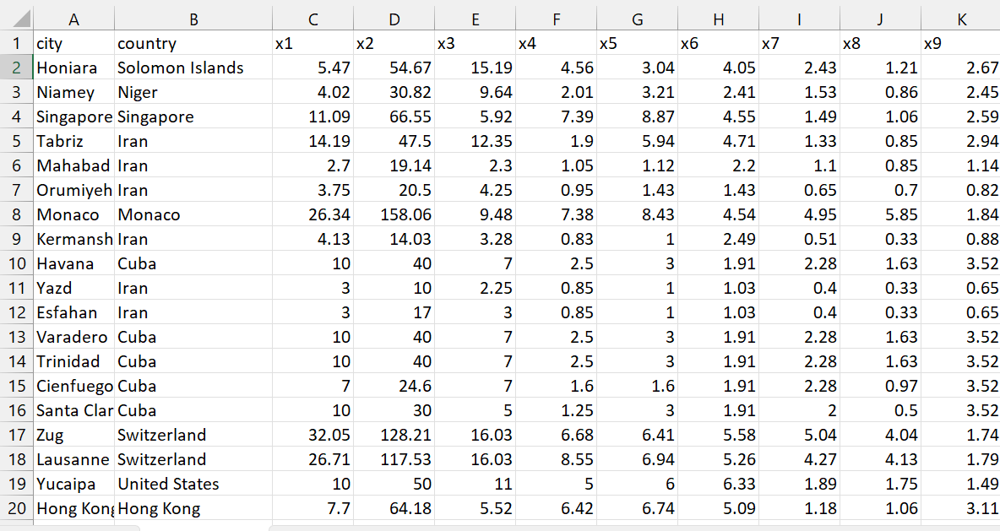 A B C D E F G H I J K
1 city country x1 x2 x3 x4 x5 x6 x7 x8 x9
2 Honiara Solomon Islands 5.47 54.67 15.19 4.56 3.04 4.05 2.43 1.21 2.67
3 Niamey Niger 4.02 30.82 9.64 2.01 3.21 2.41 1.53 0.86 2.45
4 Singapore Singapore 11.09 66.55 5.92 7.39 8.87 4.55 1.49 1.06 2.59
5 Tabriz Iran 14.19 47.5 12.35 1.9 5.94 4.71 1.33 0.85 2.94
6 Mahabad Iran 2.7 19.14 2.3 1.05 1.12 2.2 1.1 0.85 1.14
7 Orumiyeh Iran 3.75 20.5 4.25 0.95 1.43 1.43 0.65 0.7 0.82
8 Monaco Monaco 26.34 158.06 9.48 7.38 8.43 4.54 4.95 5.85 1.84
9 Kermansh Iran 4.13 14.03 3.28 0.83 1 2.49 0.51 0.33 0.88
10 Havana Cuba 10 40 7 2.5 3 1.91 2.28 1.63 3.52
11 Yazd Iran 3 10 2.25 0.85 1 1.03 0.4 0.33 0.65
12 Esfahan Iran 3 17 3 0.85 1 1.03 0.4 0.33 0.65
13 Varadero Cuba 10 40 7 2.5 3 1.91 2.28 1.63 3.52
14 Trinidad Cuba 10 40 7 2.5 3 1.91 2.28 1.63 3.52
15 Cienfuego Cuba 7 24.6 7 1.6 1.6 1.91 2.28 0.97 3.52
16 Santa Clar Cuba 10 30 5 1.25 3 1.91 2 0.5 3.52
17 Zug Switzerland 32.05 128.21 16.03 6.68 6.41 5.58 5.04 4.04 1.74
18 Lausanne Switzerland 26.71 117.53 16.03 8.55 6.94 5.26 4.27 4.13 1.79
19 Yucaipa United States 10 50 11 5 6 6.33 1.89 1.75 1.49
20 Hong Kong Hong Kong 7.7 64.18 5.52 6.42 6.74 5.09 1.18 1.06 3.11